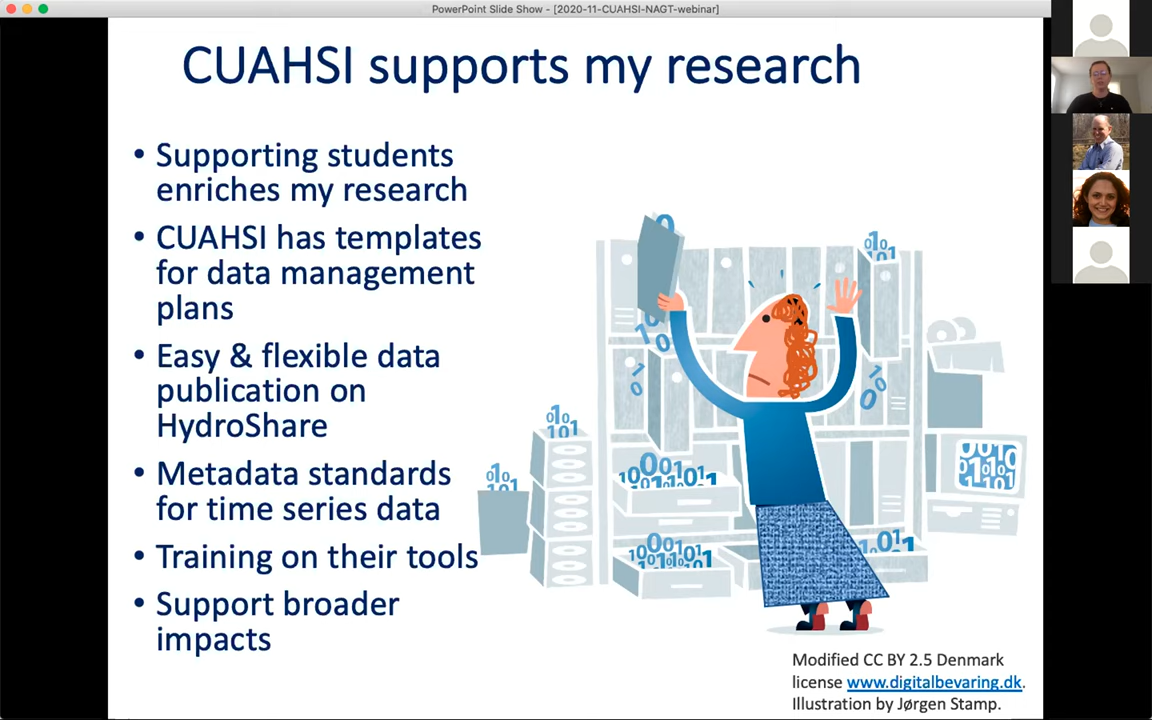 PowerPoint Slide Show - [2020-11-CUAHSI-NAGT-webinar]
CUAHSI supports my research
• Supporting students
enriches my research
• CUAHSI has templates
for data management
plans
• Easy & flexible data
publication on
HydroShare
• Metadata standards
for time series data
• Training on their tools
• Support broader
impacts
Modified CC BY 2.5 Denmark
license www.digitalbevaring.dk.
Illustration by Jørgen Stamp.